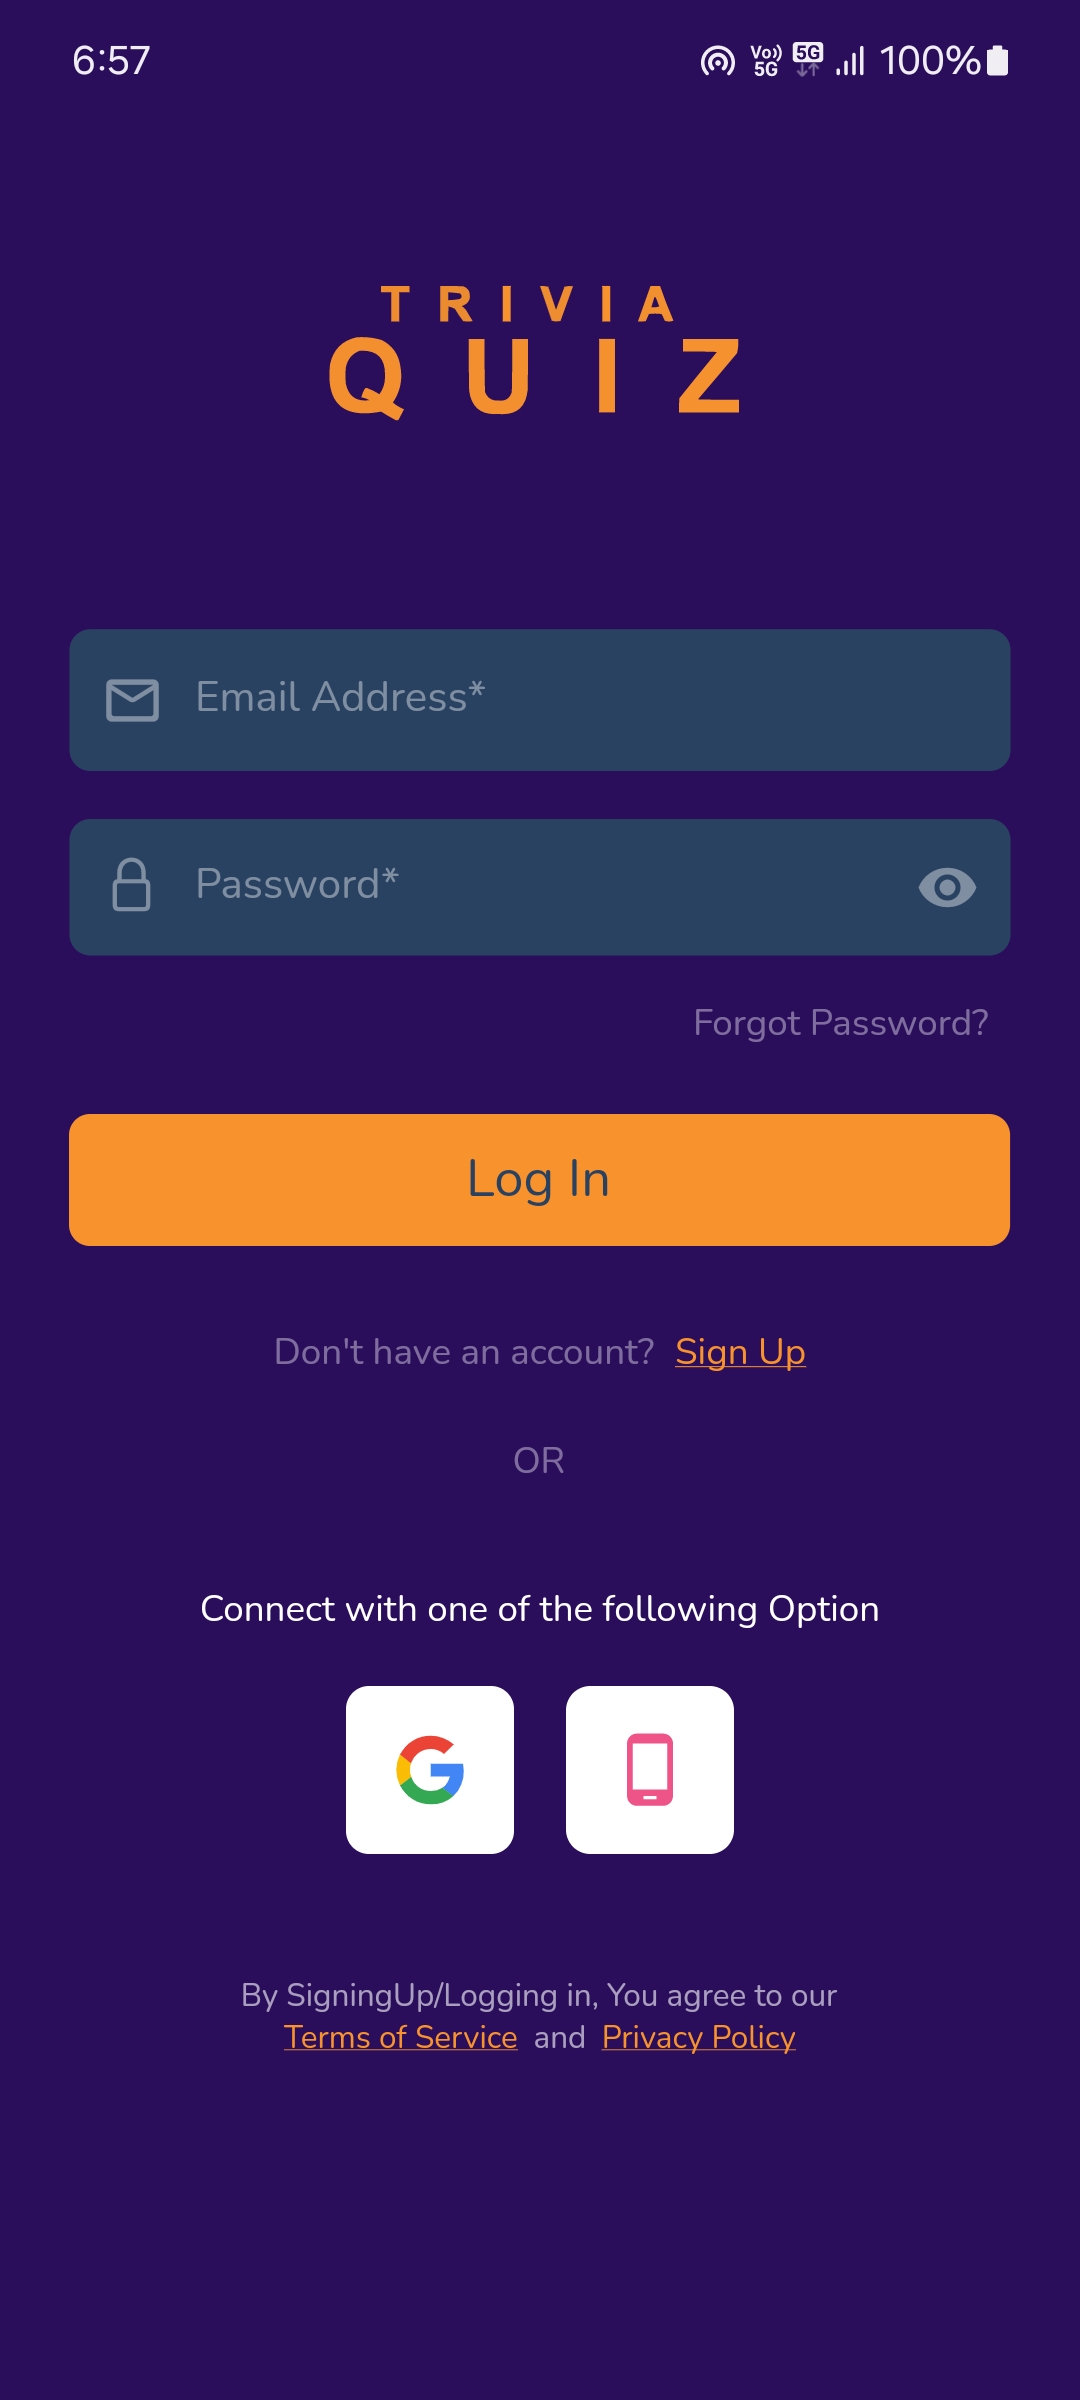 6:57
Vo)) 5G 5G 100%
TRIVIA
QUIZ
Email Address*
Password*
Forgot Password?
Log In
Don't have an account? Sign Up
OR
Connect with one of the following Option
By SigningUp/Logging in, You agree to our
Terms of Service and Privacy Policy